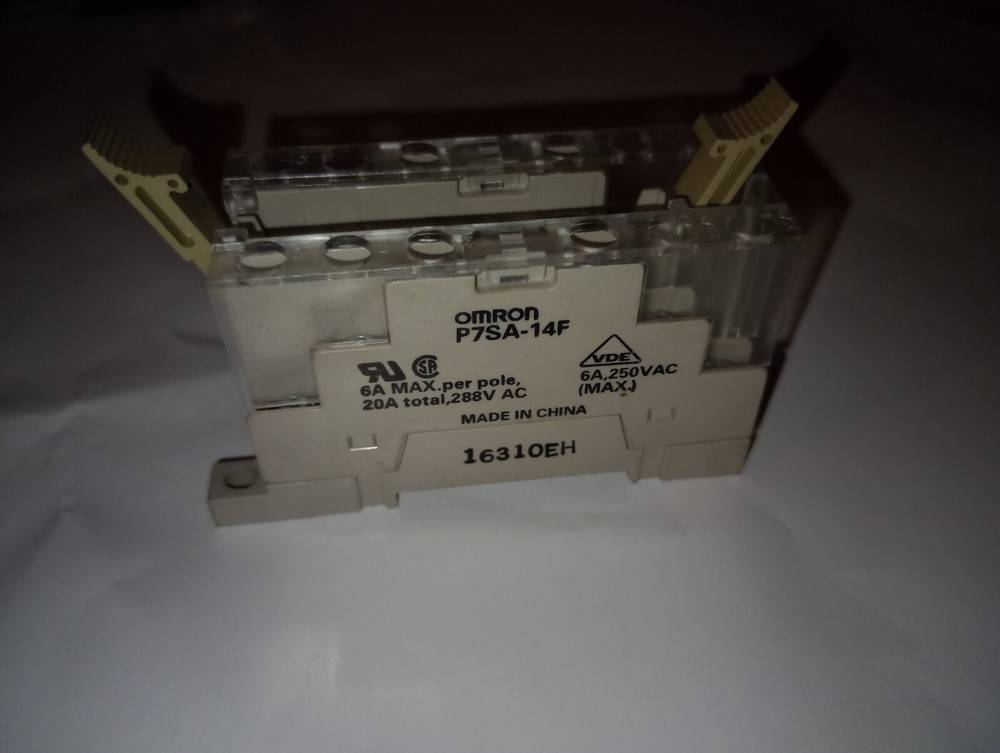 OMRON
P7SA-14F
6A MAX.per pole,
20A total,288V AC
VDE
6A,250VAC
(MAX.)
MADE IN CHINA
16310EH